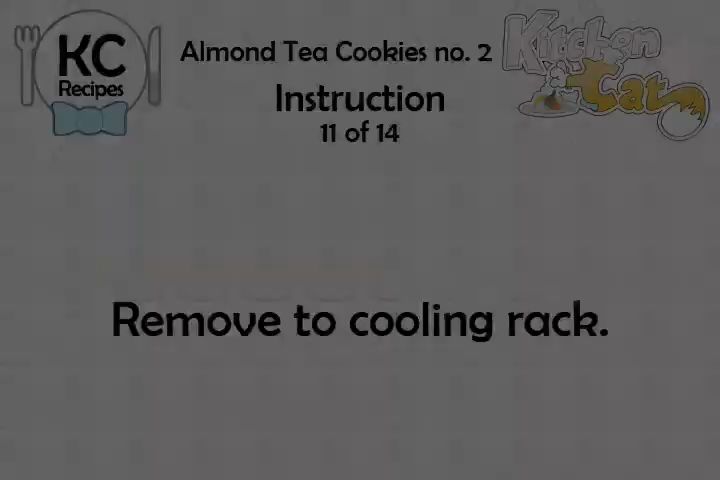 KC
Recipes
Almond Tea Cookies no. 2
Kitchen
Cat
Instruction
11 of 14
Remove to cooling rack.